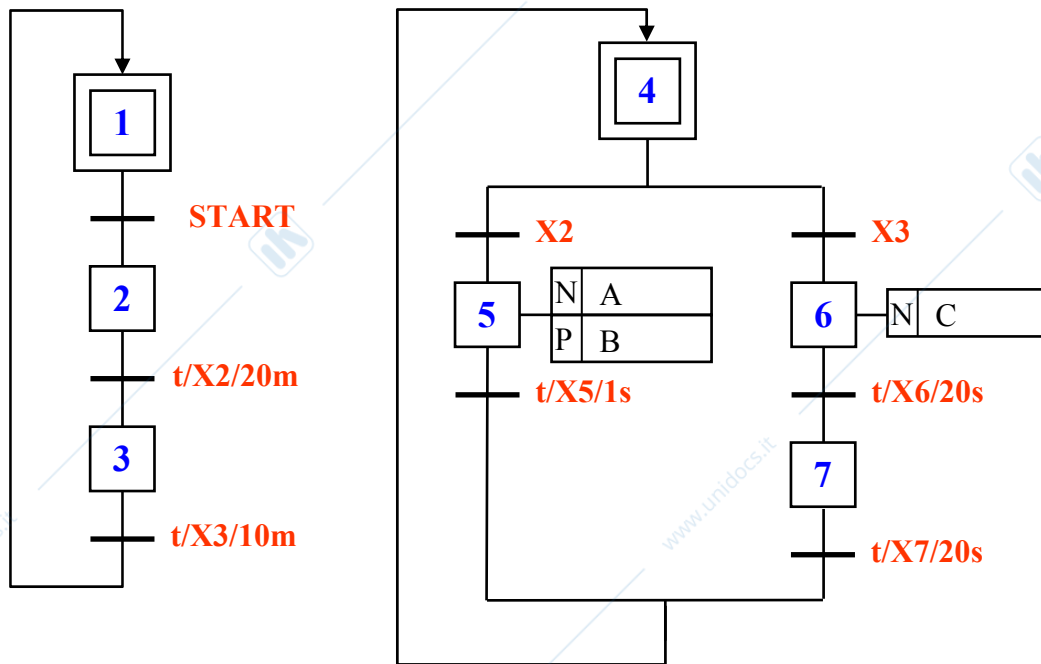 1
START
2
t/X2/20m
3
t/X3/10m
4
X2
X3
5
N A
P B
6
N C
t/X5/1s
t/X6/20s
7
t/X7/20s
www.unidocs.it
s.it